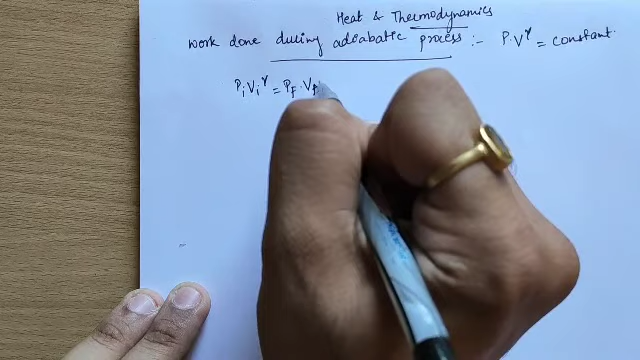 Heat & Thermodynamics
work done during adiabatic process :- P.V^γ = constant.
P_i V_i^γ = P_F . V_F